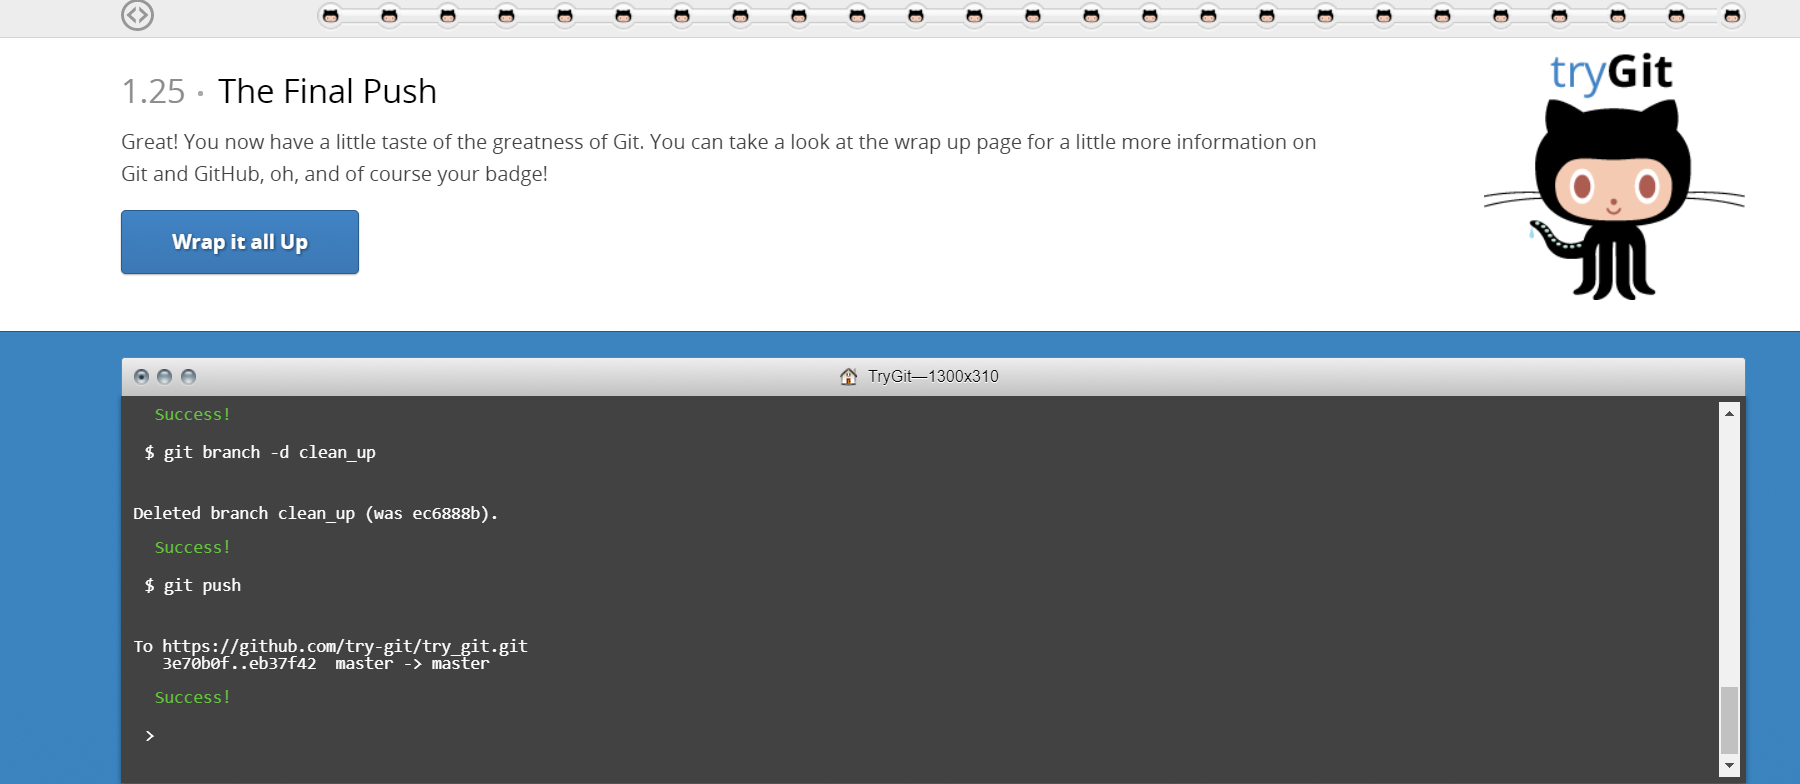 tryGit
1.25 · The Final Push
Great! You now have a little taste of the greatness of Git. You can take a look at the wrap up page for a little more information on
Git and GitHub, oh, and of course your badge!
Wrap it all Up
TryGit—1300x310
Success!
$ git branch -d clean_up
Deleted branch clean_up (was ec6888b).
Success!
$ git push
To https://github.com/try-git/try_git.git
3e70b0f..eb37f42  master -> master
Success!
>